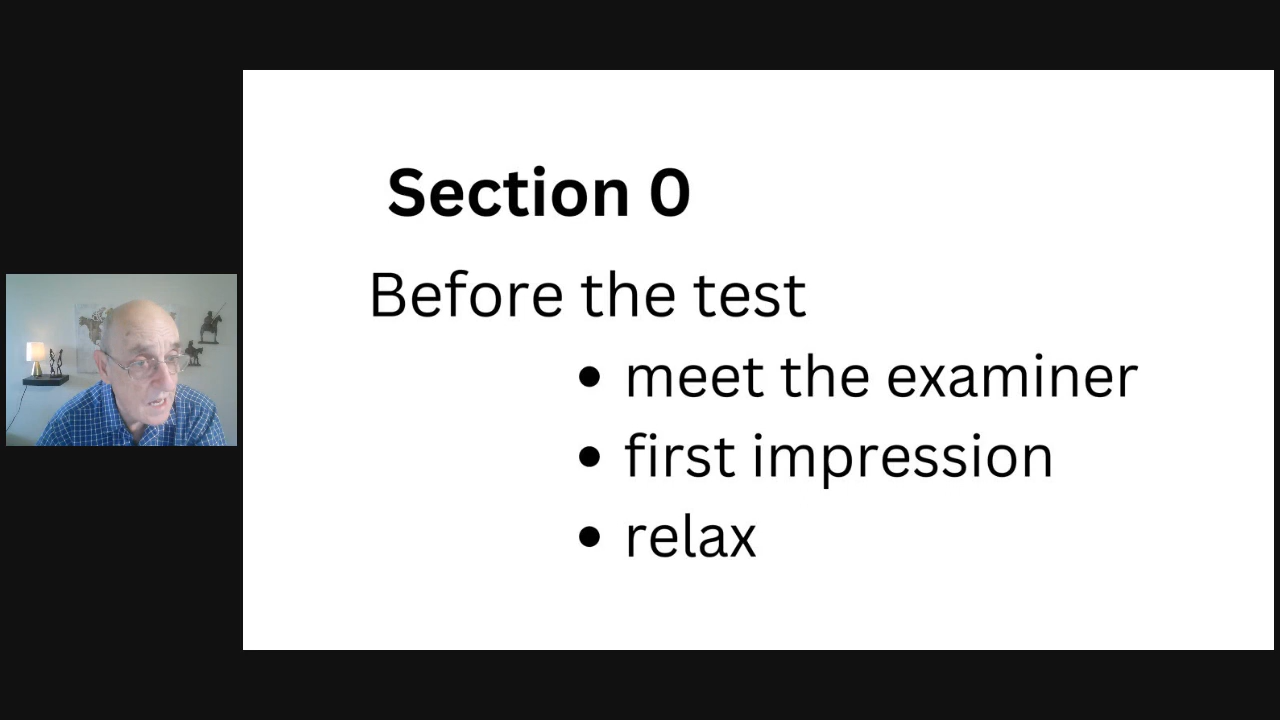 Section 0
Before the test
• meet the examiner
• first impression
• relax